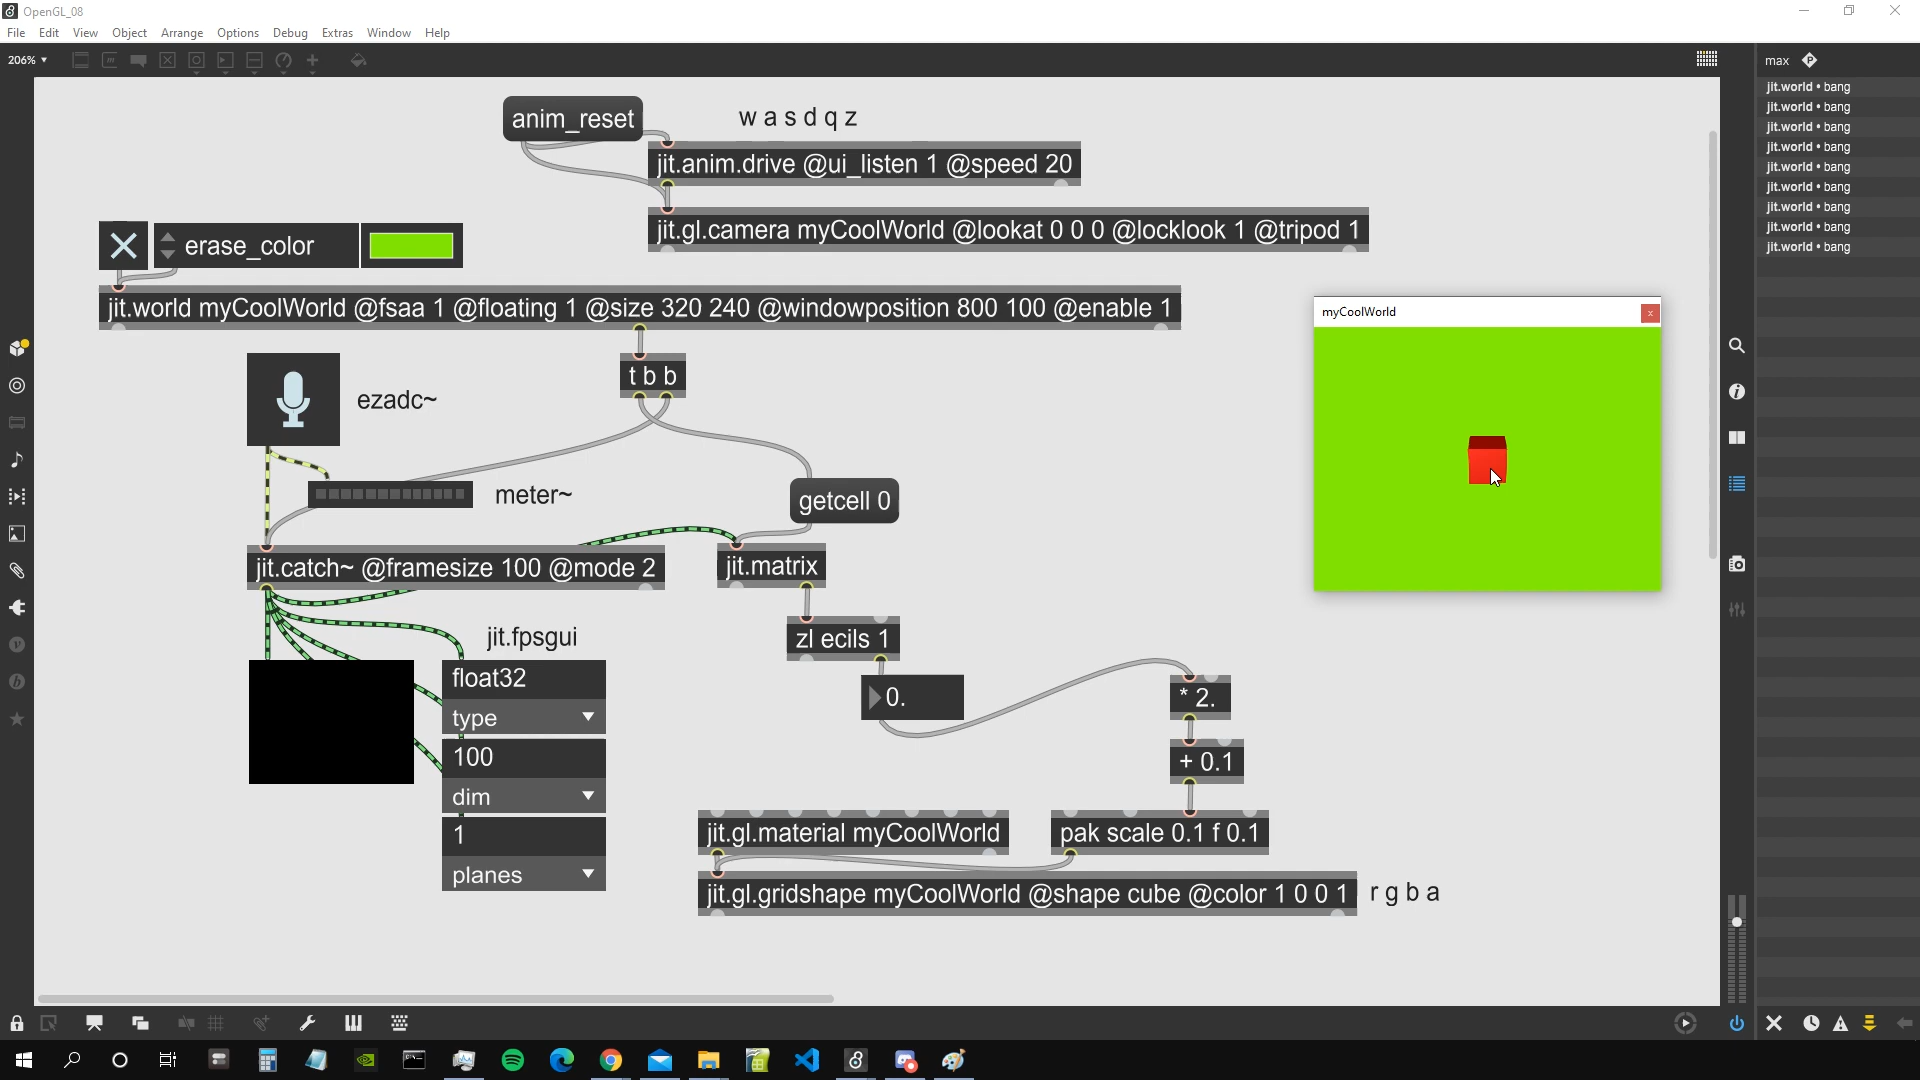 OpenGL_08
File Edit View Object Arrange Options Debug Extras Window Help
206%
max
jit.world • bang
jit.world • bang
jit.world • bang
jit.world • bang
jit.world • bang
jit.world • bang
jit.world • bang
jit.world • bang
jit.world • bang
anim_reset
w a s d q z
jit.anim.drive @ui_listen 1 @speed 20
jit.gl.camera myCoolWorld @lookat 0 0 0 @locklook 1 @tripod 1
erase_color
jit.world myCoolWorld @fsaa 1 @floating 1 @size 320 240 @windowposition 800 100 @enable 1
myCoolWorld
x
t b b
ezadc~
meter~
getcell 0
jit.catch~ @framesize 100 @mode 2
jit.matrix
jit.fpsgui
zl ecils 1
float32
type
0.
* 2.
100
dim
+ 0.1
1
planes
jit.gl.material myCoolWorld
pak scale 0.1 f 0.1
jit.gl.gridshape myCoolWorld @shape cube @color 1 0 0 1
r g b a